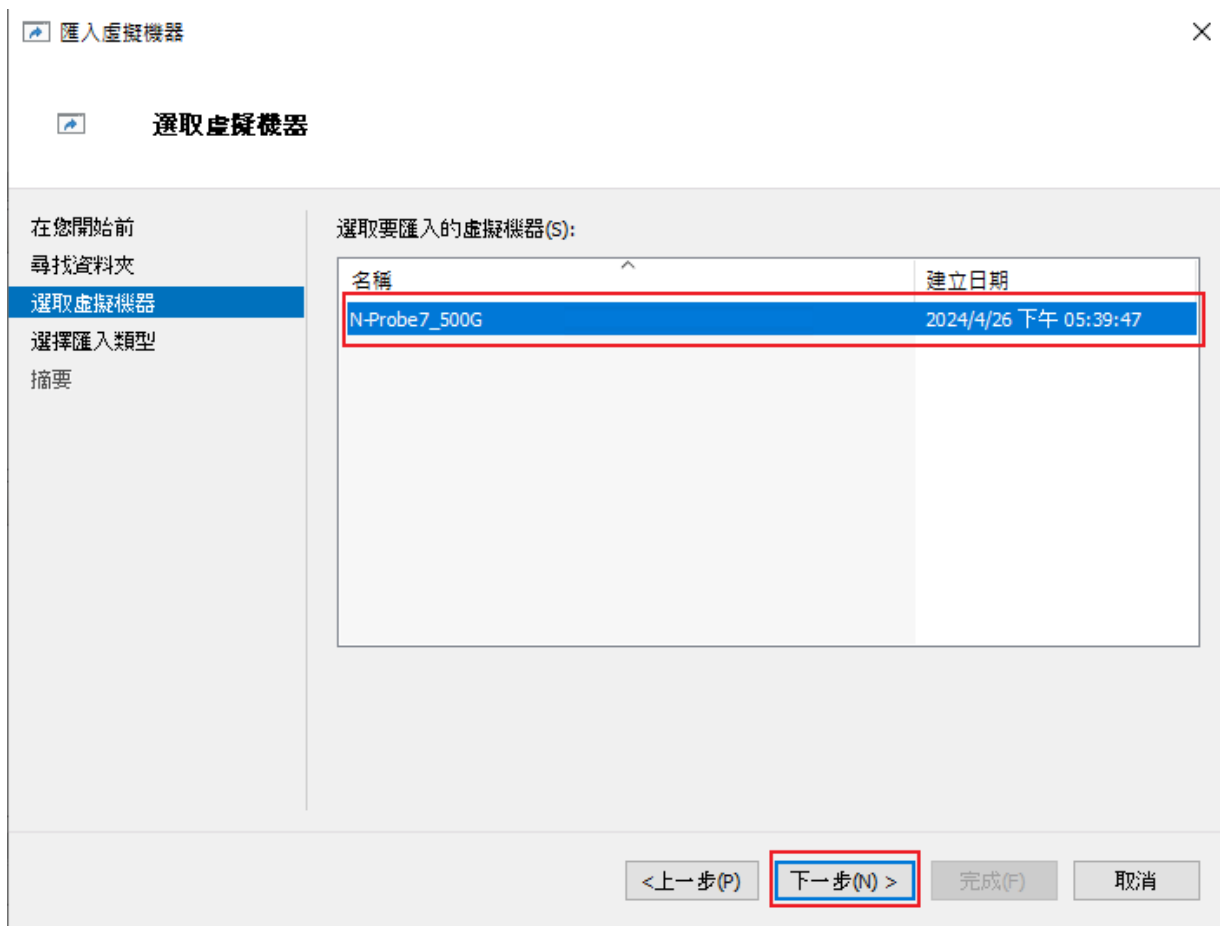 匯入虛擬機器
選取虛擬機器
在您開始前
尋找資料夾
選取虛擬機器
選擇匯入類型
摘要
選取要匯入的虛擬機器(S):
名稱 建立日期
N-Probe7_500G 2024/4/26 下午 05:39:47
<上一步(P) 下一步(N) > 完成(F) 取消